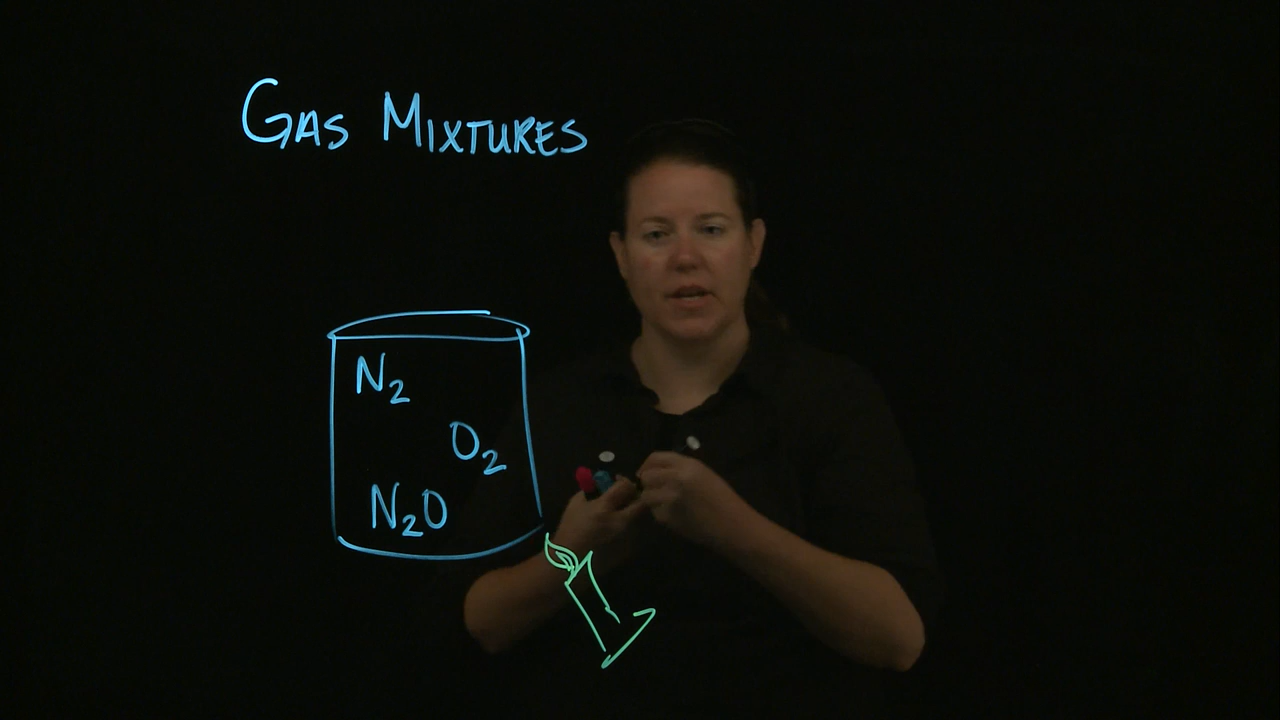 GAS MIXTURES
N₂
O₂
N₂O